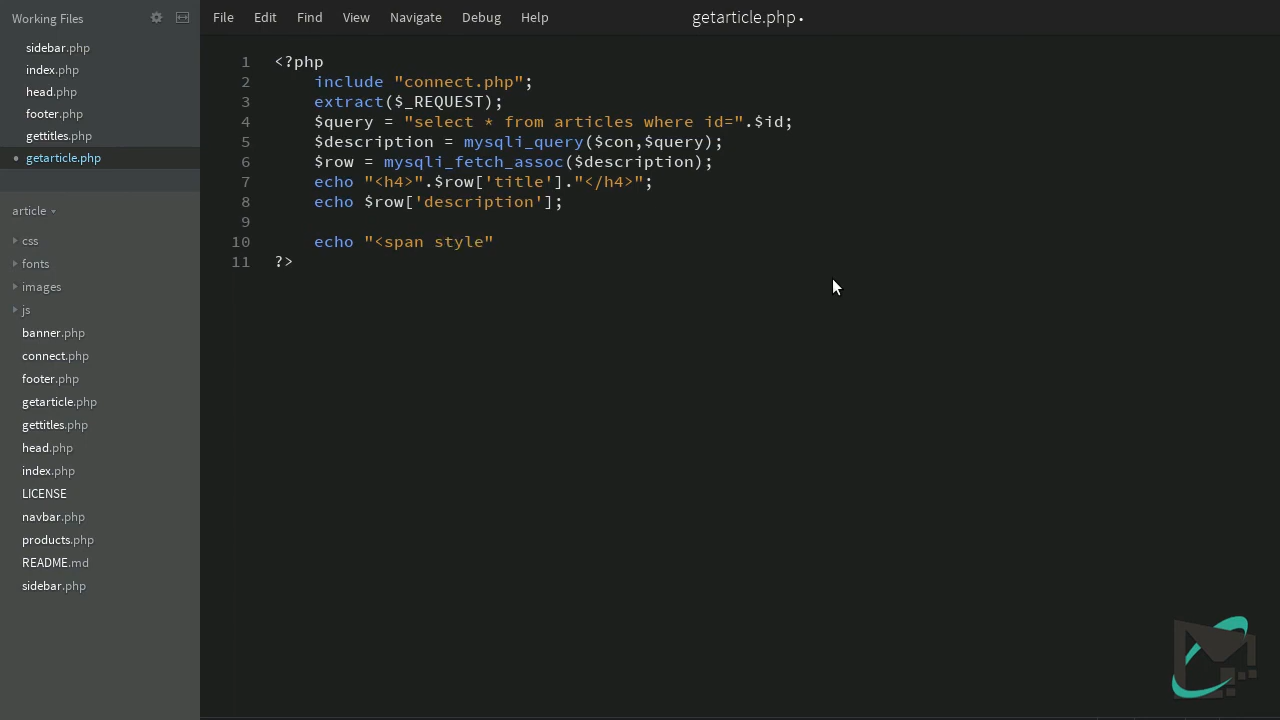 Working Files
sidebar.php
index.php
head.php
footer.php
gettitles.php
getarticle.php
article
css
fonts
images
js
banner.php
connect.php
footer.php
getarticle.php
gettitles.php
head.php
index.php
LICENSE
navbar.php
products.php
README.md
sidebar.php
File Edit Find View Navigate Debug Help
getarticle.php •
1 <?php
2 include "connect.php";
3 extract($_REQUEST);
4 $query = "select * from articles where id=".$id;
5 $description = mysqli_query($con,$query);
6 $row = mysqli_fetch_assoc($description);
7 echo "<h4>".$row['title']."</h4>";
8 echo $row['description'];
9
10 echo "<span style"
11 ?>